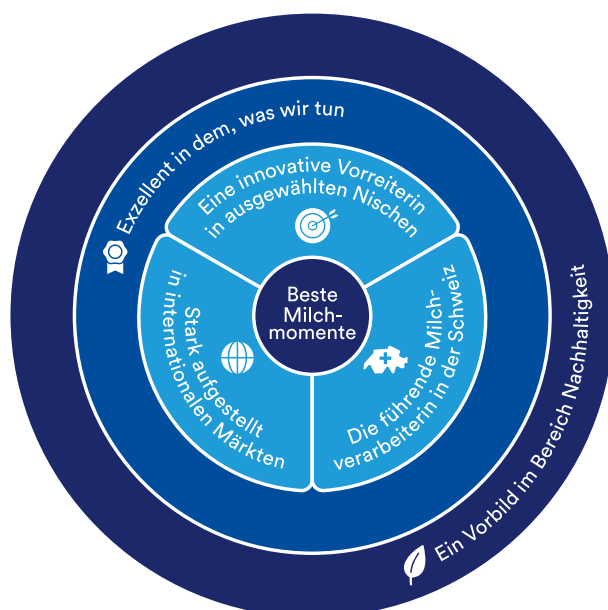 Exzellent in dem, was wir tun
Eine innovative Vorreiterin
in ausgewählten Nischen
Beste
Milch-
momente
Stark aufgestellt
in internationalen Märkten
Die führende Milch-
verarbeiterin in der Schweiz
Ein Vorbild im Bereich Nachhaltigkeit